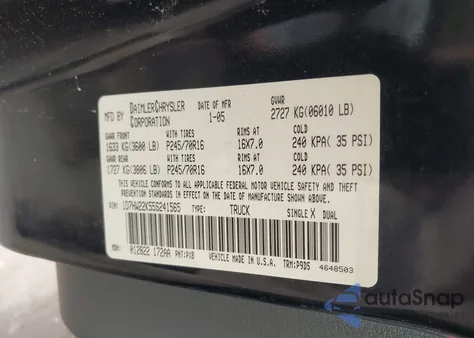 MFD BY DAIMLERCHRYSLER CORPORATION DATE OF MFR 1-05 GVWR 2727 KG(06010 LB)
GAWR FRONT WITH TIRES RIMS AT COLD
1633 KG(3600 LB) P245/70R16 16X7.0 240 KPA( 35 PSI)
GAWR REAR WITH TIRES RIMS AT COLD
1727 KG(3806 LB) P245/70R16 16X7.0 240 KPA( 35 PSI)
THIS VEHICLE CONFORMS TO ALL APPLICABLE FEDERAL MOTOR VEHICLE SAFETY AND THEFT
PREVENTION STANDARDS IN EFFECT ON THE DATE OF MANUFACTURE SHOWN ABOVE.
VIN: 1D7HW22K55S241565 TYPE: TRUCK SINGLE X DUAL
MDH: 012822 172AA PNT: PX8 VEHICLE MADE IN U.S.A. TRM: P9D5 4648503
autoSnap